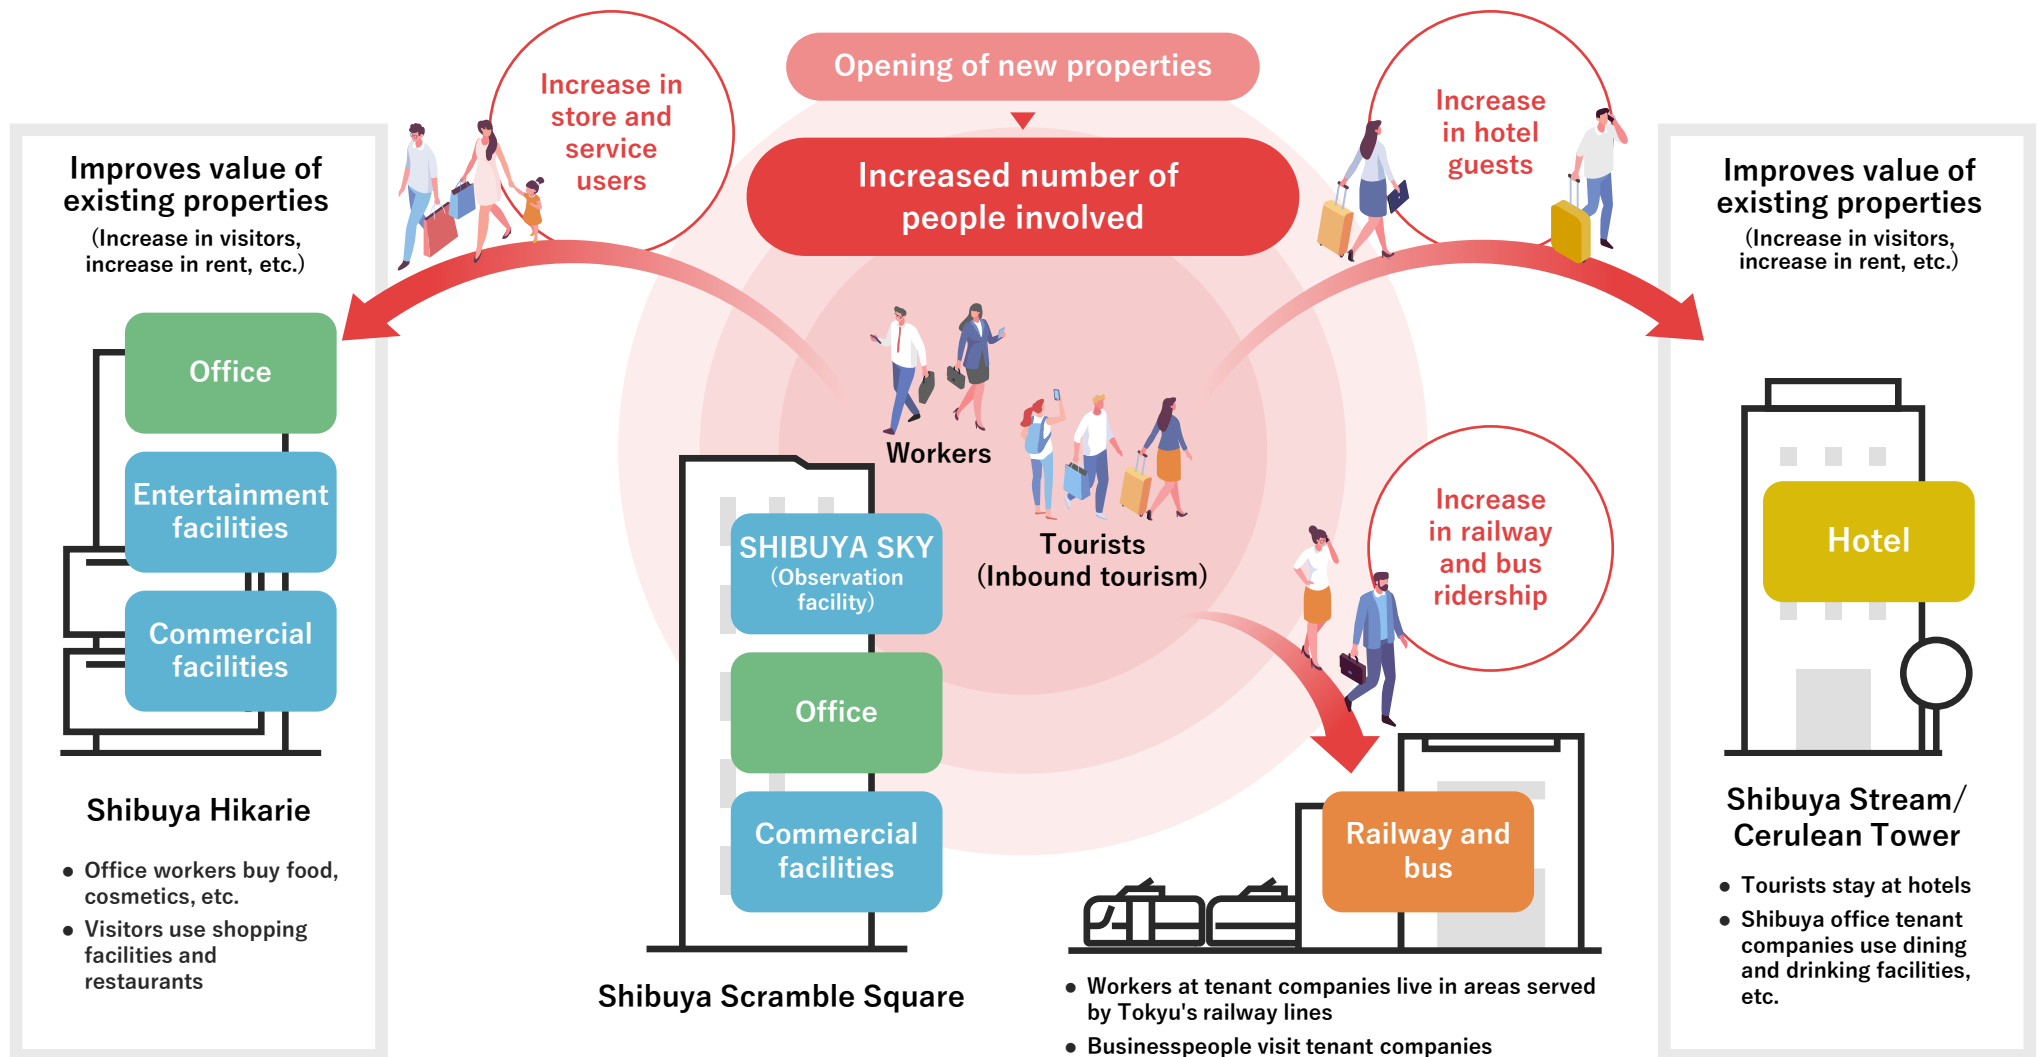 Opening of new properties
Increased number of
people involved
Increase in
store and
service
users
Increase
in hotel
guests
Improves value of
existing properties
(Increase in visitors,
increase in rent, etc.)
Office
Entertainment
facilities
Commercial
facilities
Shibuya Hikarie
● Office workers buy food,
cosmetics, etc.
● Visitors use shopping
facilities and
restaurants
Workers
Tourists
(Inbound tourism)
SHIBUYA SKY
(Observation
facility)
Office
Commercial
facilities
Shibuya Scramble Square
Increase
in railway
and bus
ridership
Railway and
bus
● Workers at tenant companies live in areas served
by Tokyu's railway lines
● Businesspeople visit tenant companies
Improves value of
existing properties
(Increase in visitors,
increase in rent, etc.)
Hotel
Shibuya Stream/
Cerulean Tower
● Tourists stay at hotels
● Shibuya office tenant
companies use dining
and drinking facilities,
etc.